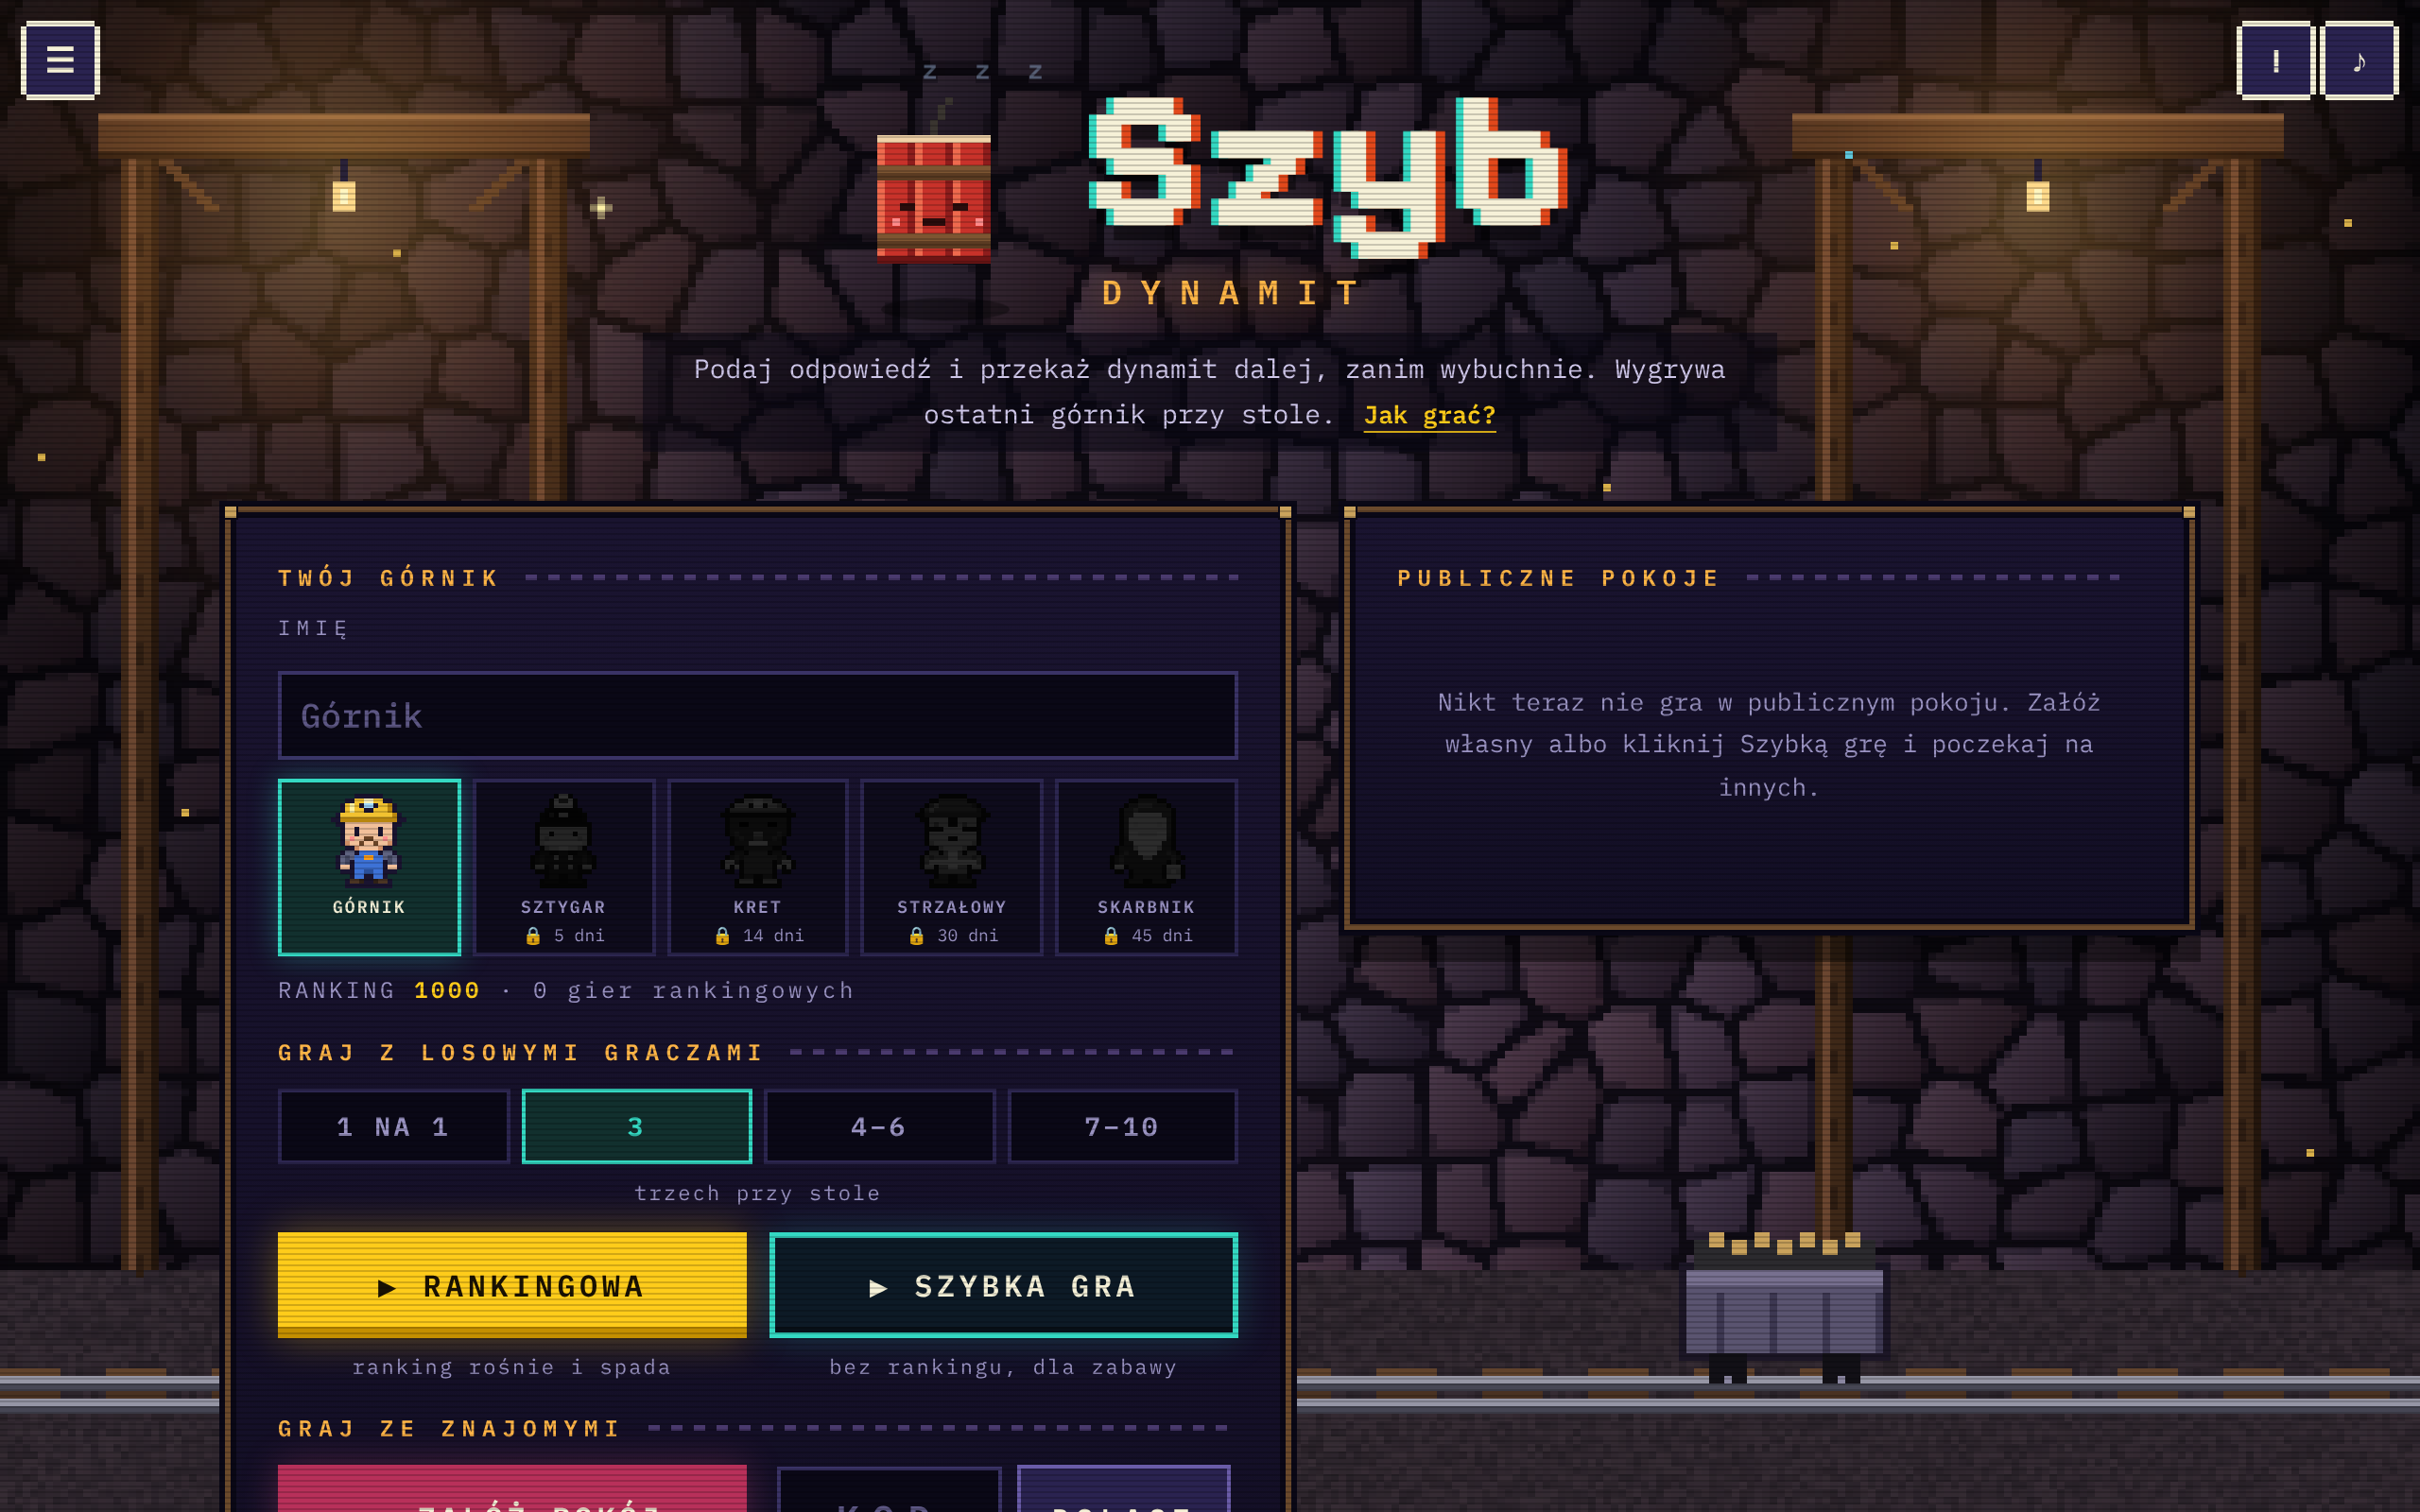 z z z
Szyb
DYNAMIT
Podaj odpowiedź i przekaż dynamit dalej, zanim wybuchnie. Wygrywa
ostatni górnik przy stole. Jak grać?
TWÓJ GÓRNIK
IMIĘ
Górnik
GÓRNIK
SZTYGAR
🔒 5 dni
KRET
🔒 14 dni
STRZAŁOWY
🔒 30 dni
SKARBNIK
🔒 45 dni
RANKING 1000 · 0 gier rankingowych
GRAJ Z LOSOWYMI GRACZAMI
1 NA 1
3
4–6
7–10
trzech przy stole
▶ RANKINGOWA
▶ SZYBKA GRA
ranking rośnie i spada
bez rankingu, dla zabawy
GRAJ ZE ZNAJOMYMI
ZAŁÓŻ POKÓJ
KOD
DOŁĄCZ
PUBLICZNE POKOJE
Nikt teraz nie gra w publicznym pokoju. Załóż
własny albo kliknij Szybką grę i poczekaj na
innych.